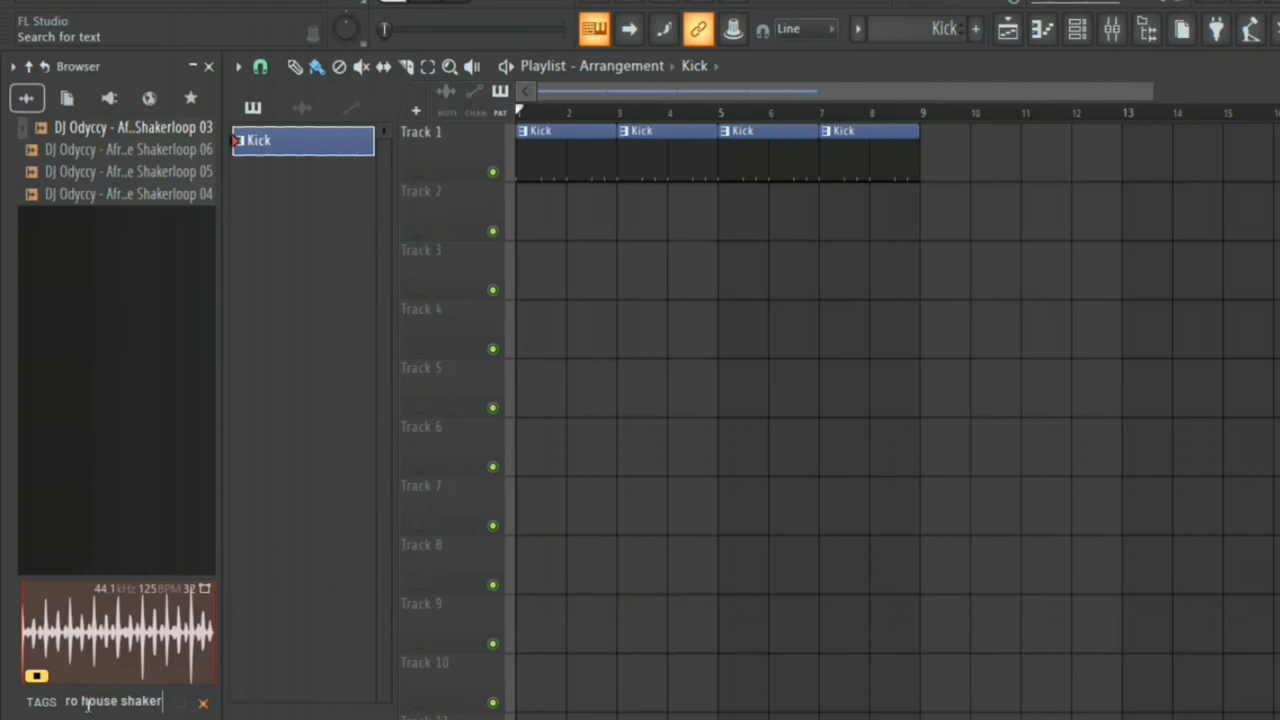 FL Studio
Search for text
Line
Kick
Browser
Playlist - Arrangement
Kick
NOTE CHAN PAT
DJ Odyccy - Af..Shakerloop 03
DJ Odyccy - Afr..e Shakerloop 06
DJ Odyccy - Afr..e Shakerloop 05
DJ Odyccy - Afr..e Shakerloop 04
Kick
2 3 4 5 6 7 8 9 10 11 12 13 14 15
Track 1
Kick Kick Kick Kick
Track 2
Track 3
Track 4
Track 5
Track 6
Track 7
Track 8
Track 9
Track 10
44.1kHz 125BPM 32
TAGS ro house shaker